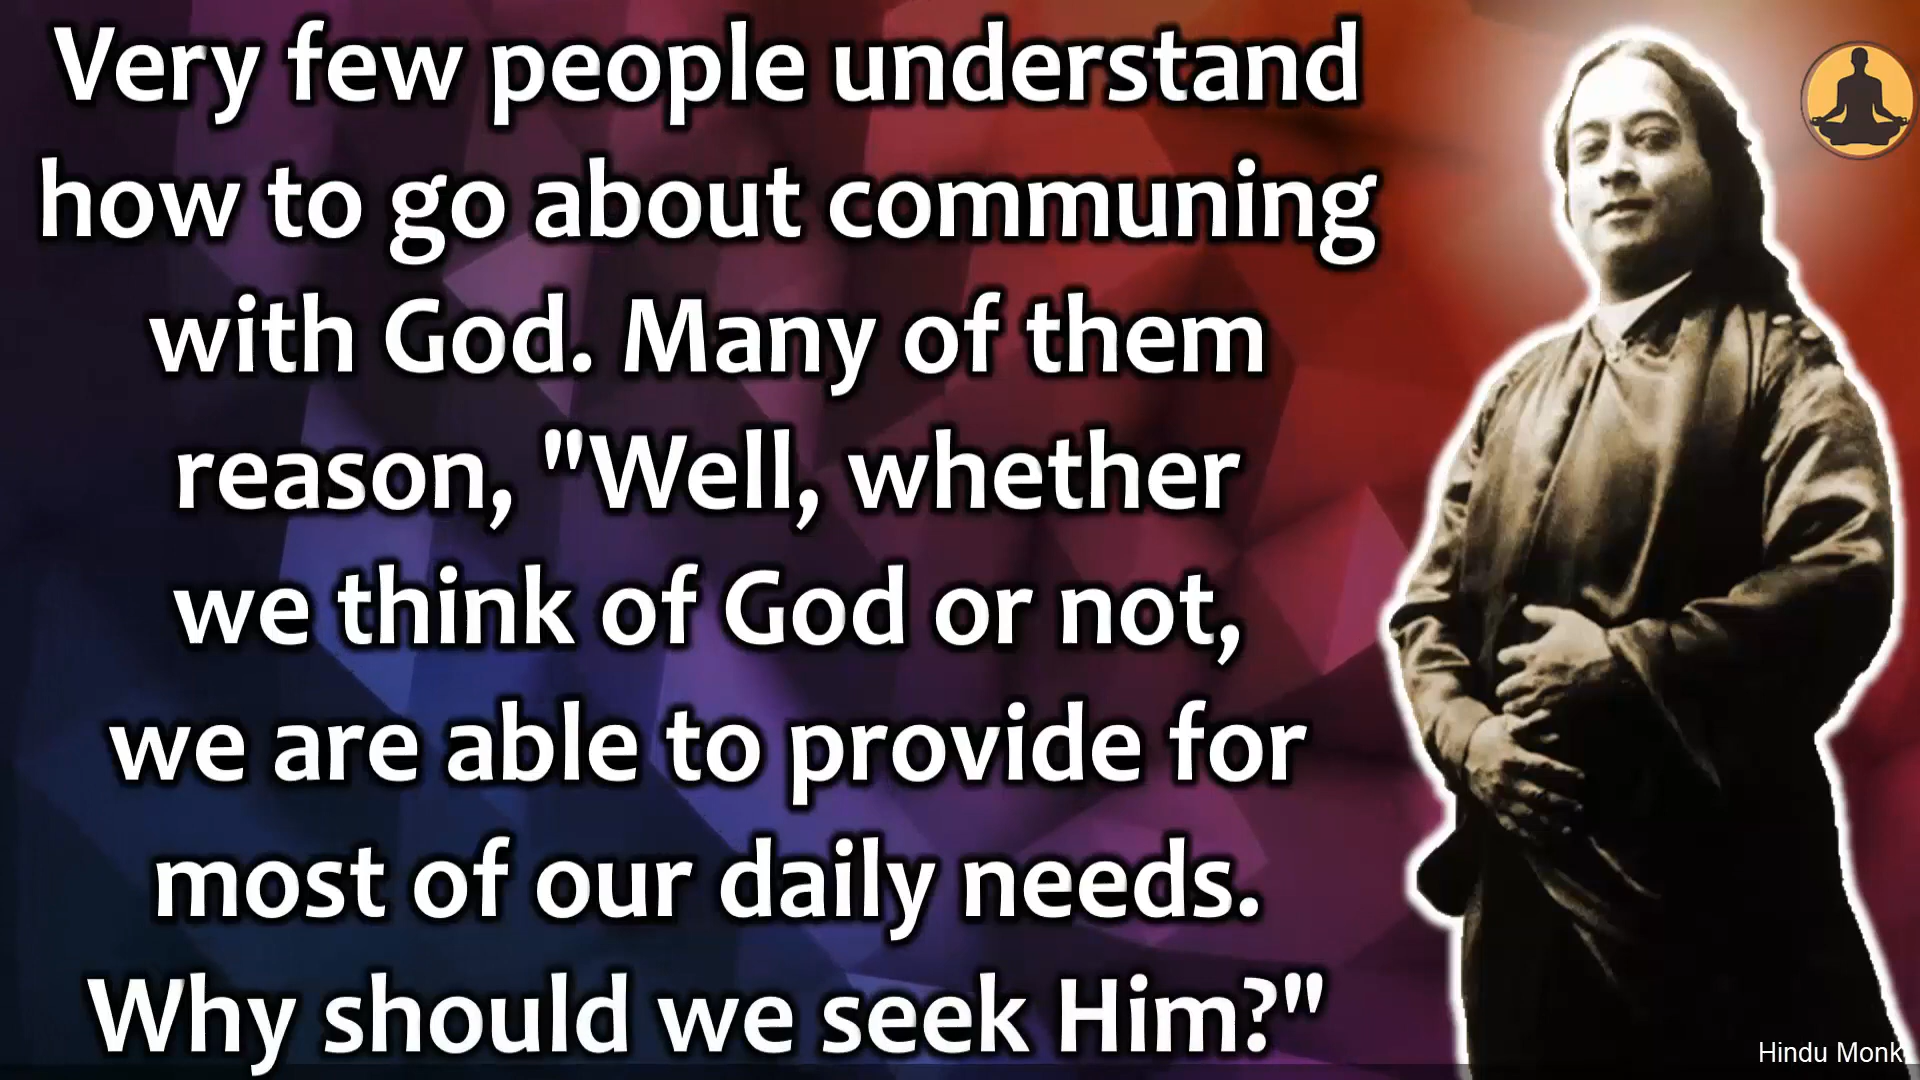 Very few people understand
how to go about communing
with God. Many of them
reason, "Well, whether
we think of God or not,
we are able to provide for
most of our daily needs.
Why should we seek Him?"
Hindu Monk